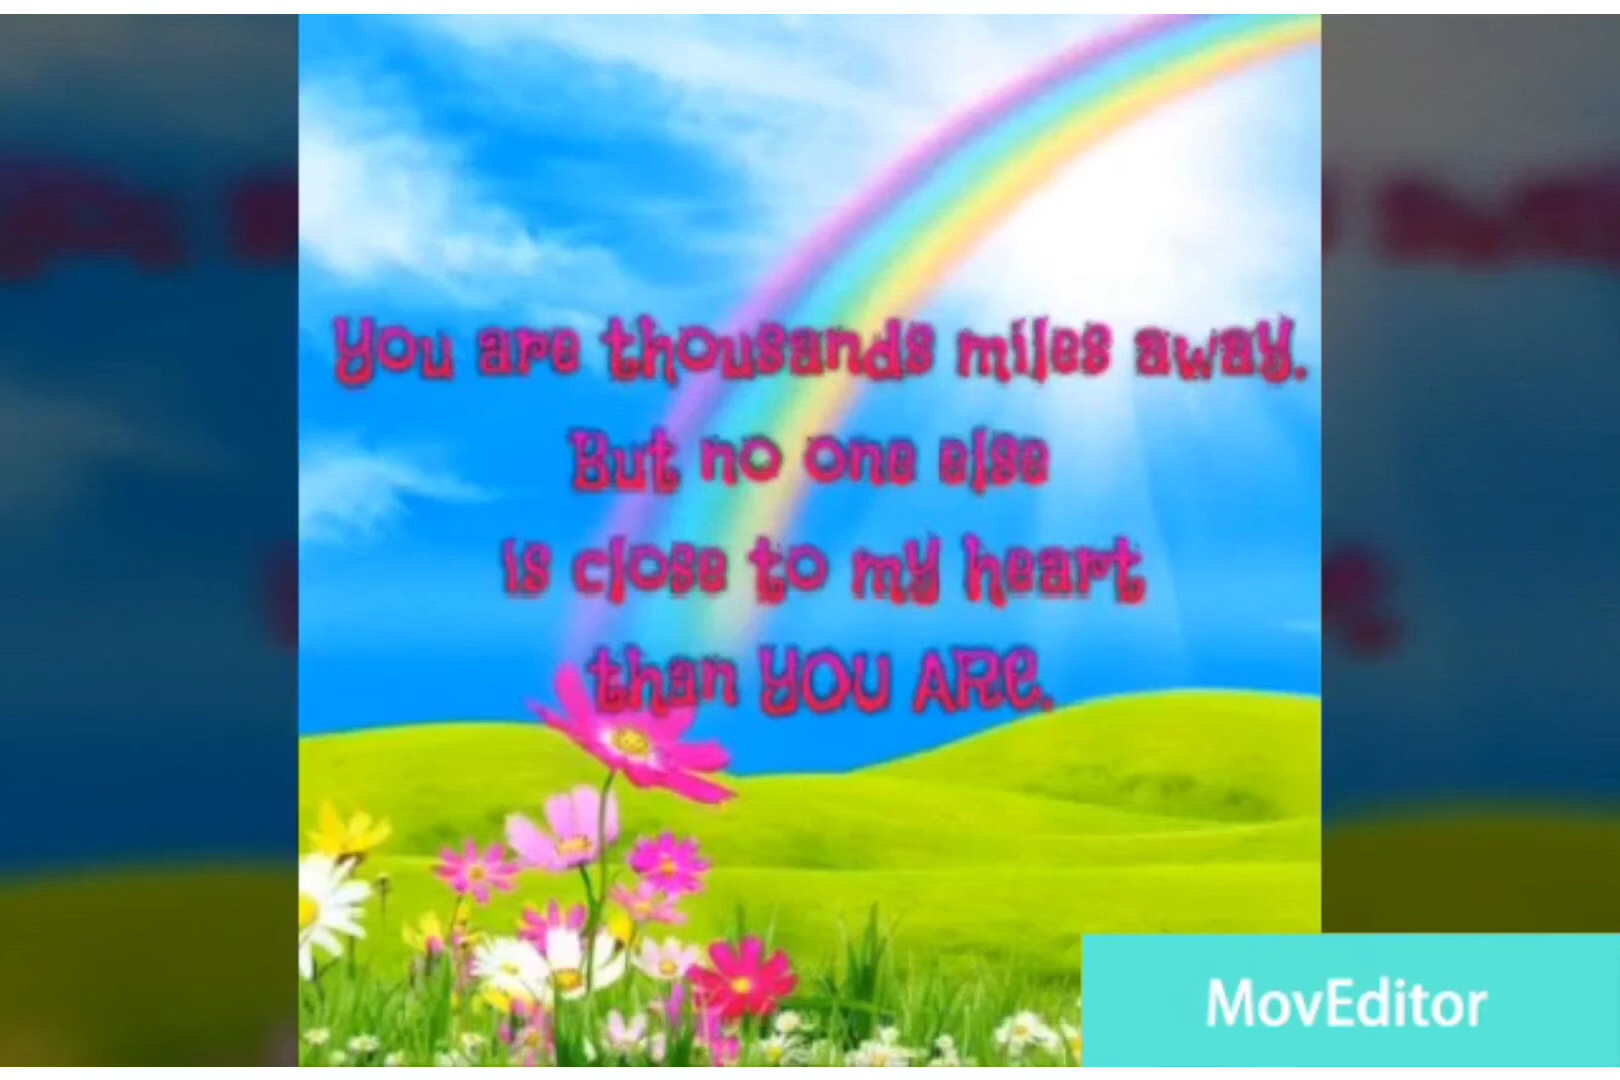 You are thousands miles away.
But no one else
is close to my heart
than YOU ARE.
MovEditor